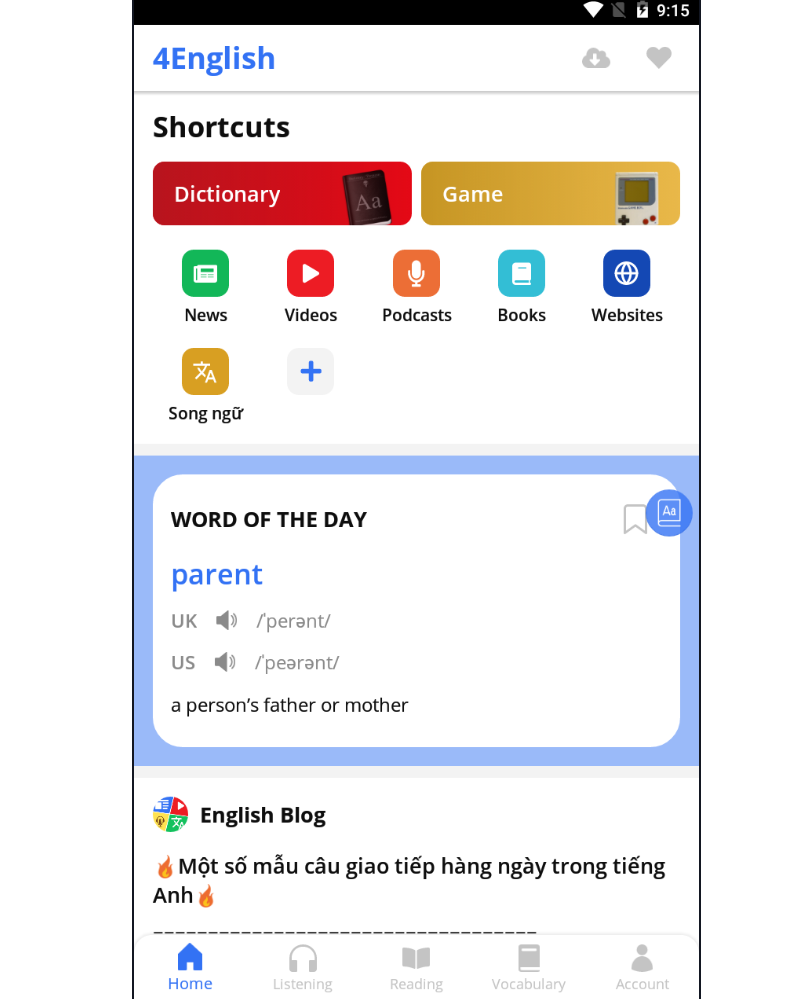 9:15
4English
Shortcuts
Dictionary
Aa
Game
News
Videos
Podcasts
Books
Websites
Song ngữ
WORD OF THE DAY
Aa
parent
UK /ˈperənt/
US /ˈpeərənt/
a person’s father or mother
English Blog
🔥Một số mẫu câu giao tiếp hàng ngày trong tiếng
Anh🔥
Home
Listening
Reading
Vocabulary
Account